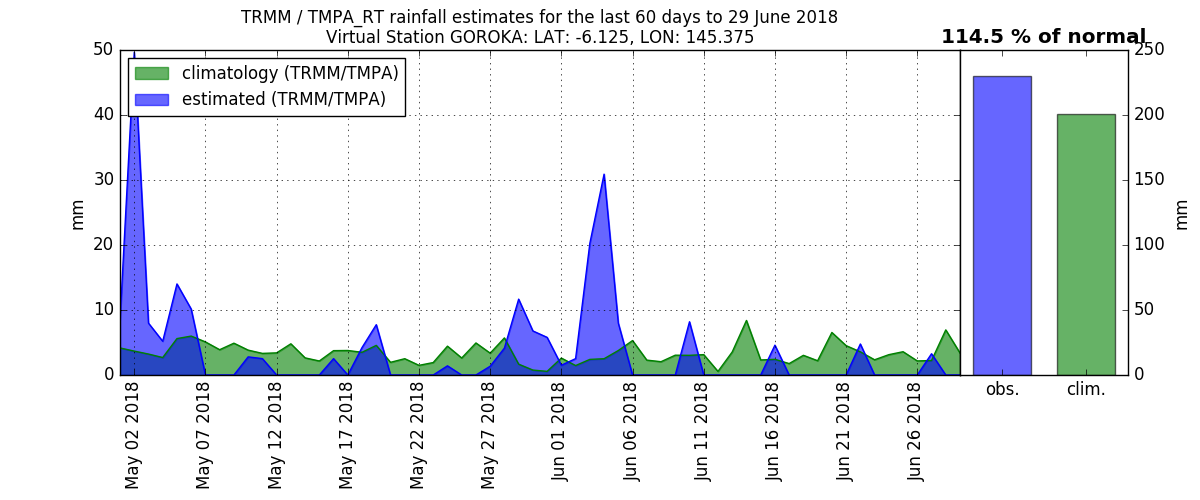 TRMM / TMPA_RT rainfall estimates for the last 60 days to 29 June 2018
Virtual Station GOROKA: LAT: -6.125, LON: 145.375
114.5 % of normal
climatology (TRMM/TMPA)
estimated (TRMM/TMPA)
50
40
30
20
10
0
mm
May 02 2018
May 07 2018
May 12 2018
May 17 2018
May 22 2018
May 27 2018
Jun 01 2018
Jun 06 2018
Jun 11 2018
Jun 16 2018
Jun 21 2018
Jun 26 2018
250
200
150
100
50
0
mm
obs.
clim.